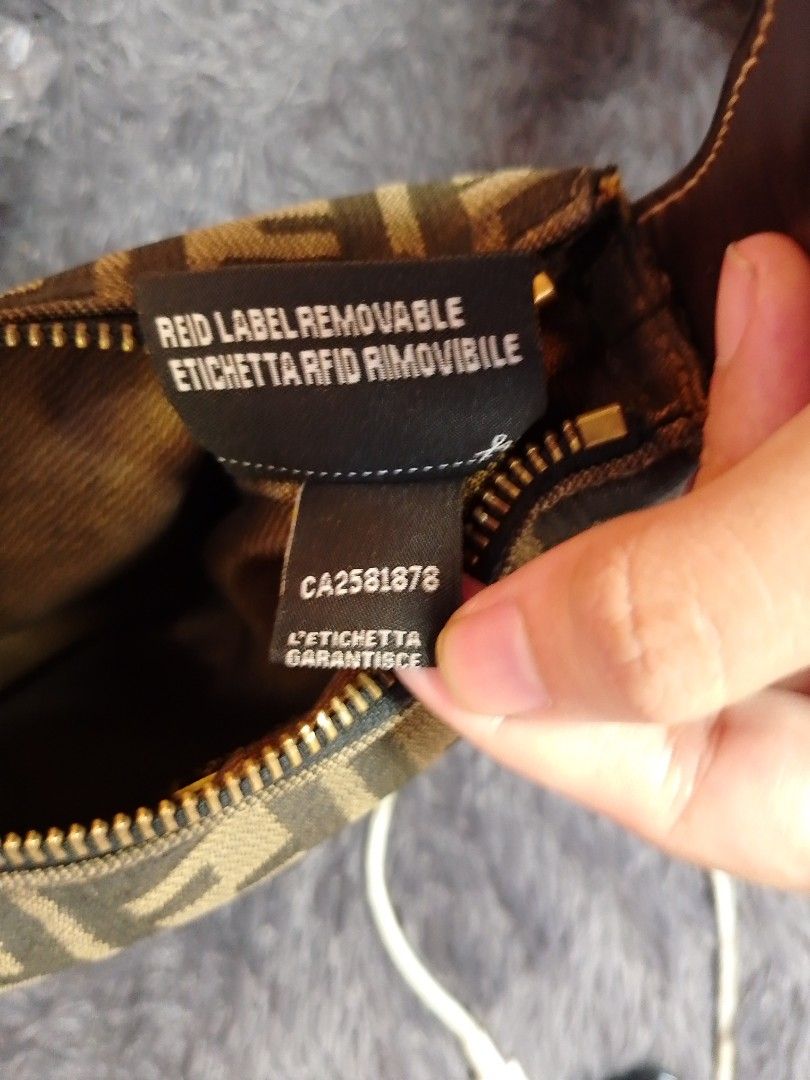 REID LABEL REMOVABLE
ETICHETTA RFID RIMOVIBILE
CA2581878
L'ETICHETTA
GARANTISCE